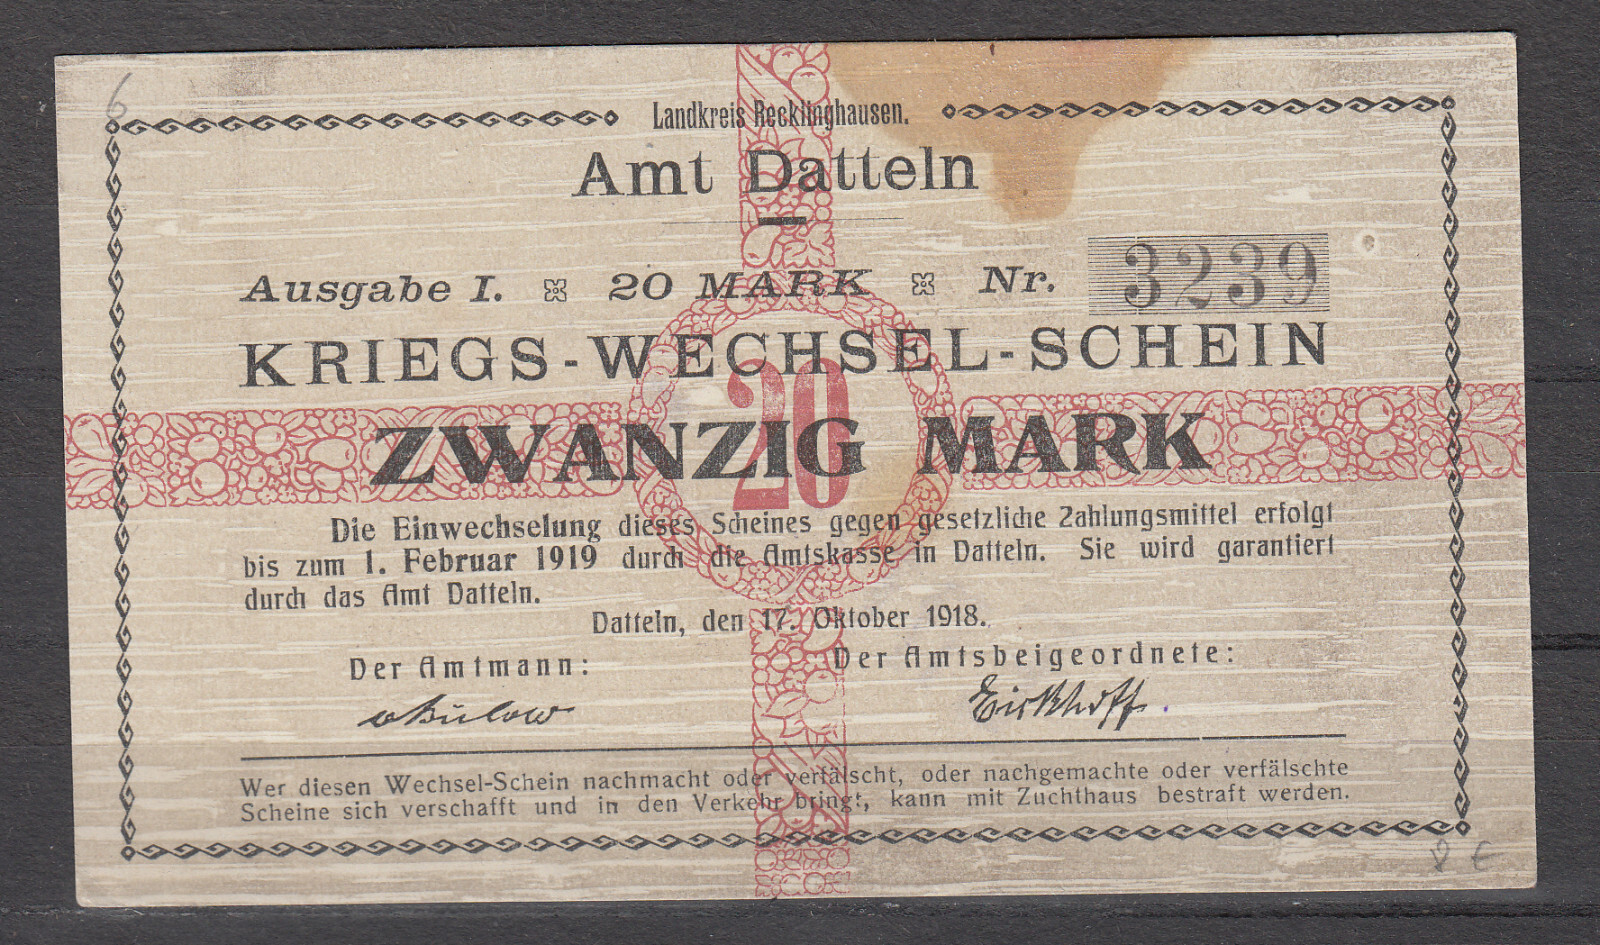 Landkreis Recklinghausen.
Amt Datteln
Ausgabe I. 20 MARK Nr. 3239
KRIEGS-WECHSEL-SCHEIN
20
ZWANZIG MARK
Die Einwechselung dieses Scheines gegen gesetzliche Zahlungsmittel erfolgt
bis zum 1. Februar 1919 durch die Amtskasse in Datteln. Sie wird garantiert
durch das Amt Datteln.
Datteln, den 17. Oktober 1918.
Der Amtmann: Der Amtsbeigeordnete:
Wer diesen Wechsel-Schein nachmacht oder verfälscht, oder nachgemachte oder verfälschte
Scheine sich verschafft und in den Verkehr bringt, kann mit Zuchthaus bestraft werden.